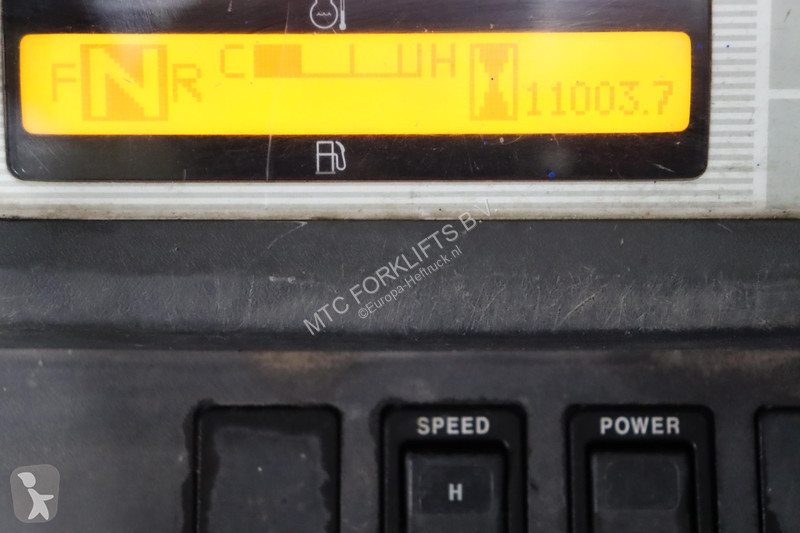 F N R C H 11003.7
MTC FORKLIFTS B.V.
©Europa-Heftruck.nl
SPEED POWER
H